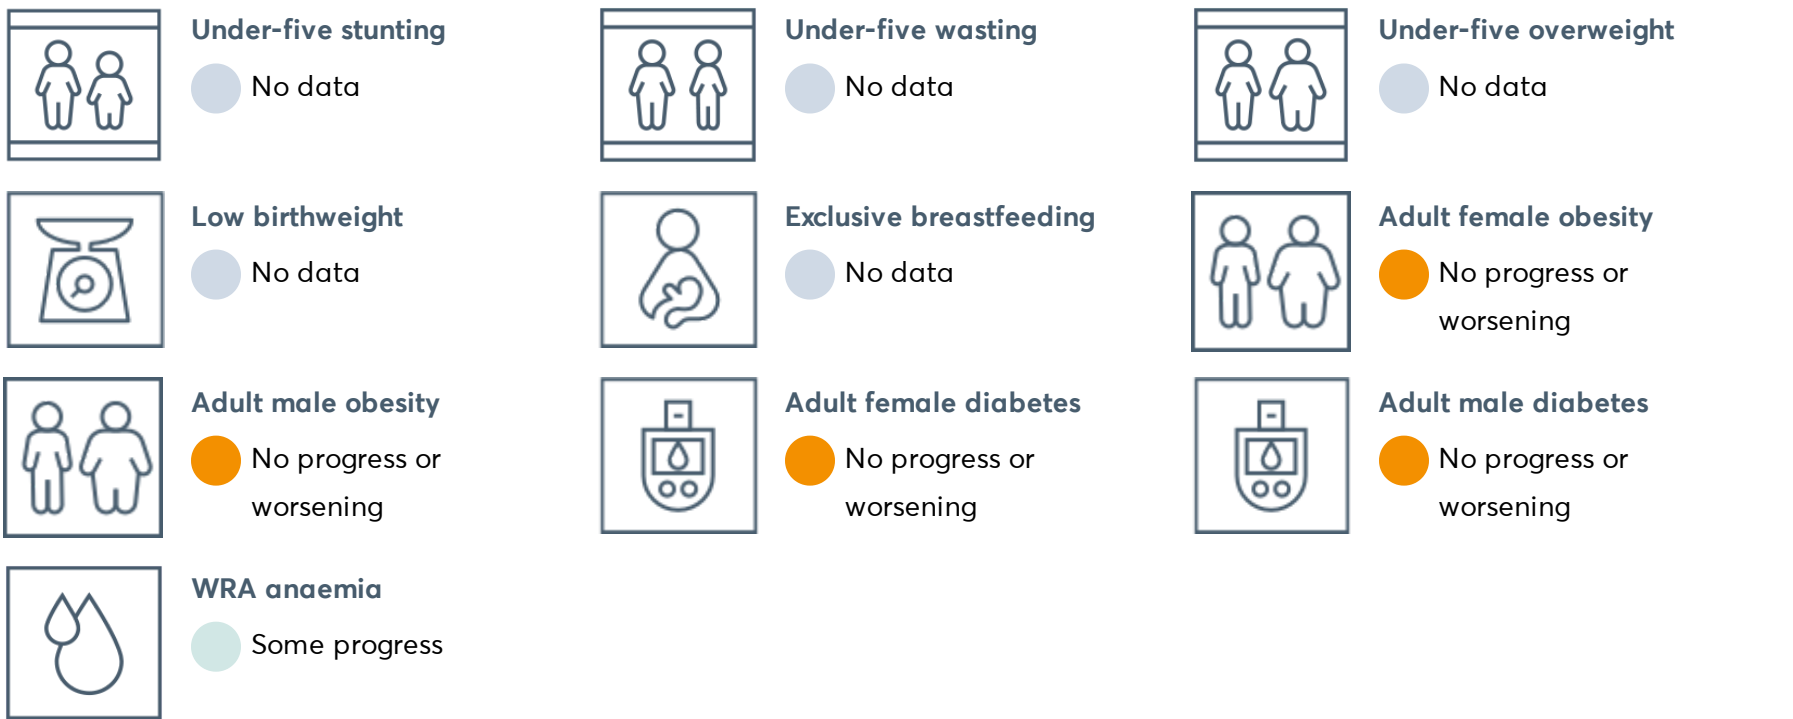 Under-five stunting
No data
Under-five wasting
No data
Under-five overweight
No data
Low birthweight
No data
Exclusive breastfeeding
No data
Adult female obesity
No progress or
worsening
Adult male obesity
No progress or
worsening
Adult female diabetes
No progress or
worsening
Adult male diabetes
No progress or
worsening
WRA anaemia
Some progress